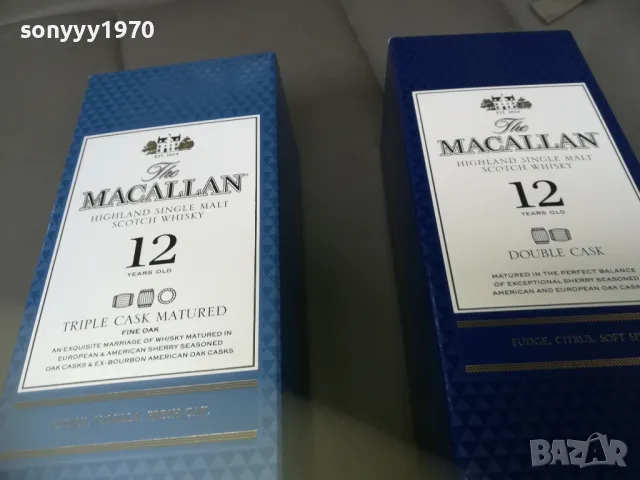 sonyyy1970
EST. 1824
The
MACALLAN
HIGHLAND SINGLE MALT
SCOTCH WHISKY
12
YEARS OLD
TRIPLE CASK MATURED
FINE OAK
AN EXQUISITE MARRIAGE OF WHISKY MATURED IN
EUROPEAN & AMERICAN SHERRY SEASONED
OAK CASKS & EX-BOURBON AMERICAN OAK CASKS
FRESH OAK
EST. 1824
The
MACALLAN
HIGHLAND SINGLE MALT
SCOTCH WHISKY
12
YEARS OLD
DOUBLE CASK
MATURED IN THE PERFECT BALANCE
OF EXCEPTIONAL SHERRY SEASONED
AMERICAN AND EUROPEAN OAK CASKS
FUDGE, CITRUS, SOFT SP
BAZAR